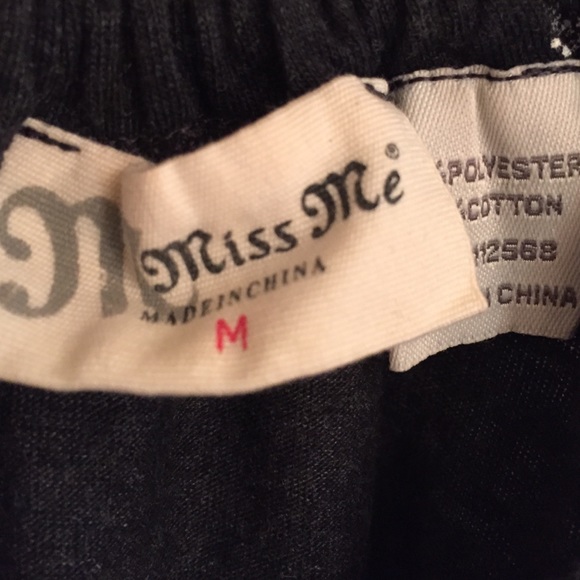 M
Miss Me®
MADEINCHINA
M
%POLYESTER
%COTTON
12568
CHINA